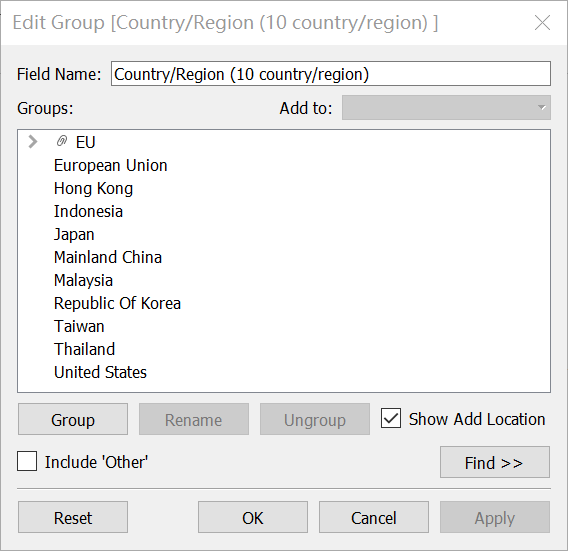 Edit Group [Country/Region (10 country/region) ]
Field Name: Country/Region (10 country/region)
Groups: Add to:
EU
European Union
Hong Kong
Indonesia
Japan
Mainland China
Malaysia
Republic Of Korea
Taiwan
Thailand
United States
Group Rename Ungroup Show Add Location
Include 'Other' Find >>
Reset OK Cancel Apply